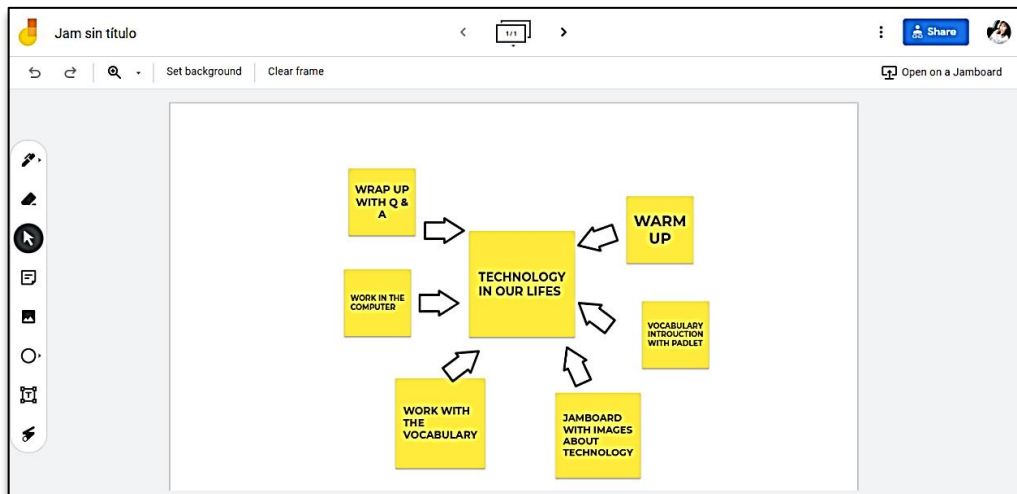 Jam sin título
1/1
Share
Set background
Clear frame
Open on a Jamboard
WRAP UP
WITH Q &
A
WARM
UP
TECHNOLOGY
IN OUR LIFES
WORK IN THE
COMPUTER
VOCABULARY
INTROUCTION
WITH PADLET
WORK WITH
THE
VOCABULARY
JAMBOARD
WITH IMAGES
ABOUT
TECHNOLOGY